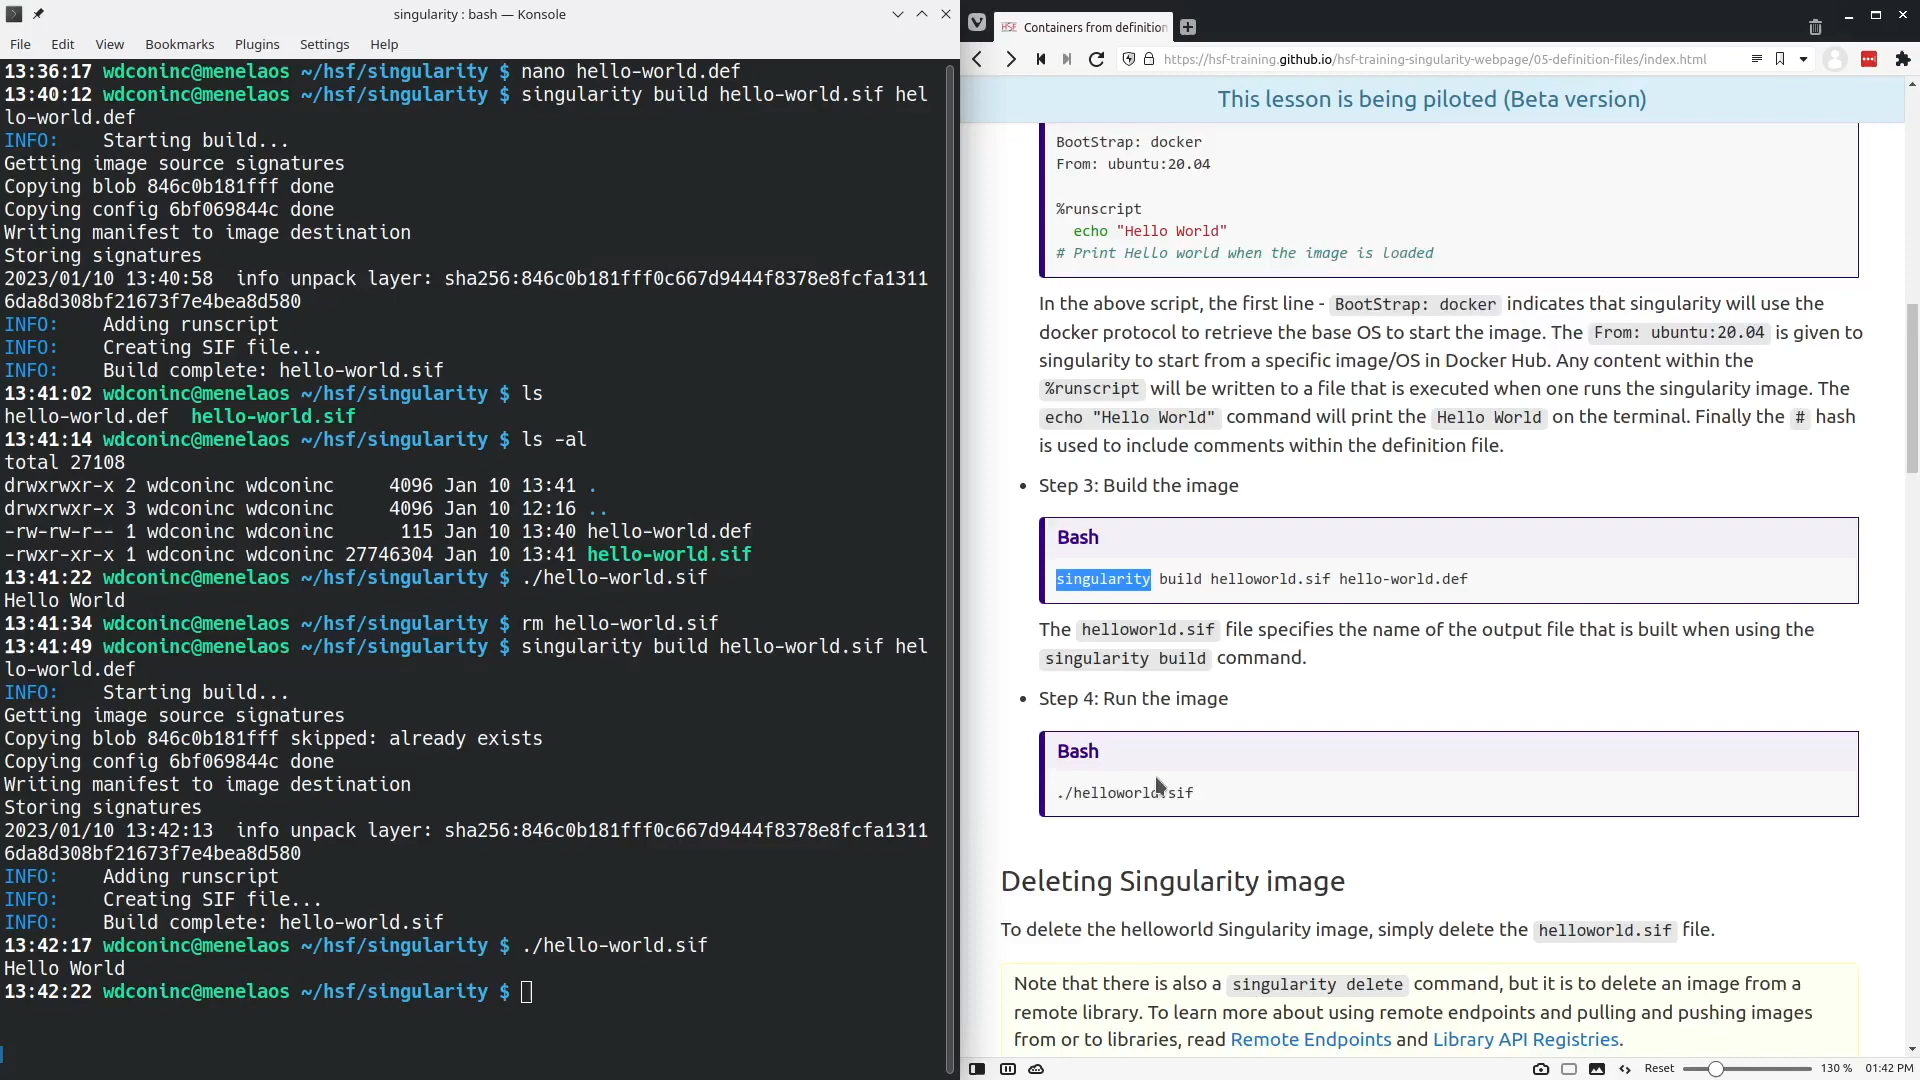 singularity : bash — Konsole
File Edit View Bookmarks Plugins Settings Help
13:36:17 wdconinc@menelaos ~/hsf/singularity $ nano hello-world.def
13:40:12 wdconinc@menelaos ~/hsf/singularity $ singularity build hello-world.sif hel
lo-world.def
INFO:    Starting build...
Getting image source signatures
Copying blob 846c0b181fff done
Copying config 6bf069844c done
Writing manifest to image destination
Storing signatures
2023/01/10 13:40:58  info unpack layer: sha256:846c0b181fff0c667d9444f8378e8fcfa1311
6da8d308bf21673f7e4bea8d580
INFO:    Adding runscript
INFO:    Creating SIF file...
INFO:    Build complete: hello-world.sif
13:41:02 wdconinc@menelaos ~/hsf/singularity $ ls
hello-world.def  hello-world.sif
13:41:14 wdconinc@menelaos ~/hsf/singularity $ ls -al
total 27108
drwxrwxr-x 2 wdconinc wdconinc     4096 Jan 10 13:41 .
drwxrwxr-x 3 wdconinc wdconinc     4096 Jan 10 12:16 ..
-rw-rw-r-- 1 wdconinc wdconinc      115 Jan 10 13:40 hello-world.def
-rwxr-xr-x 1 wdconinc wdconinc 27746304 Jan 10 13:41 hello-world.sif
13:41:22 wdconinc@menelaos ~/hsf/singularity $ ./hello-world.sif
Hello World
13:41:34 wdconinc@menelaos ~/hsf/singularity $ rm hello-world.sif
13:41:49 wdconinc@menelaos ~/hsf/singularity $ singularity build hello-world.sif hel
lo-world.def
INFO:    Starting build...
Getting image source signatures
Copying blob 846c0b181fff skipped: already exists
Copying config 6bf069844c done
Writing manifest to image destination
Storing signatures
2023/01/10 13:42:13  info unpack layer: sha256:846c0b181fff0c667d9444f8378e8fcfa1311
6da8d308bf21673f7e4bea8d580
INFO:    Adding runscript
INFO:    Creating SIF file...
INFO:    Build complete: hello-world.sif
13:42:17 wdconinc@menelaos ~/hsf/singularity $ ./hello-world.sif
Hello World
13:42:22 wdconinc@menelaos ~/hsf/singularity $
HSF Containers from definition
https://hsf-training.github.io/hsf-training-singularity-webpage/05-definition-files/index.html
This lesson is being piloted (Beta version)
BootStrap: docker
From: ubuntu:20.04
%runscript
echo "Hello World"
# Print Hello world when the image is loaded
In the above script, the first line - BootStrap: docker indicates that singularity will use the
docker protocol to retrieve the base OS to start the image. The From: ubuntu:20.04 is given to
singularity to start from a specific image/OS in Docker Hub. Any content within the
%runscript will be written to a file that is executed when one runs the singularity image. The
echo "Hello World" command will print the Hello World on the terminal. Finally the # hash
is used to include comments within the definition file.
• Step 3: Build the image
Bash
singularity build helloworld.sif hello-world.def
The helloworld.sif file specifies the name of the output file that is built when using the
singularity build command.
• Step 4: Run the image
Bash
./helloworld.sif
Deleting Singularity image
To delete the helloworld Singularity image, simply delete the helloworld.sif file.
Note that there is also a singularity delete command, but it is to delete an image from a
remote library. To learn more about using remote endpoints and pulling and pushing images
from or to libraries, read Remote Endpoints and Library API Registries.
Reset 130 % 01:42 PM